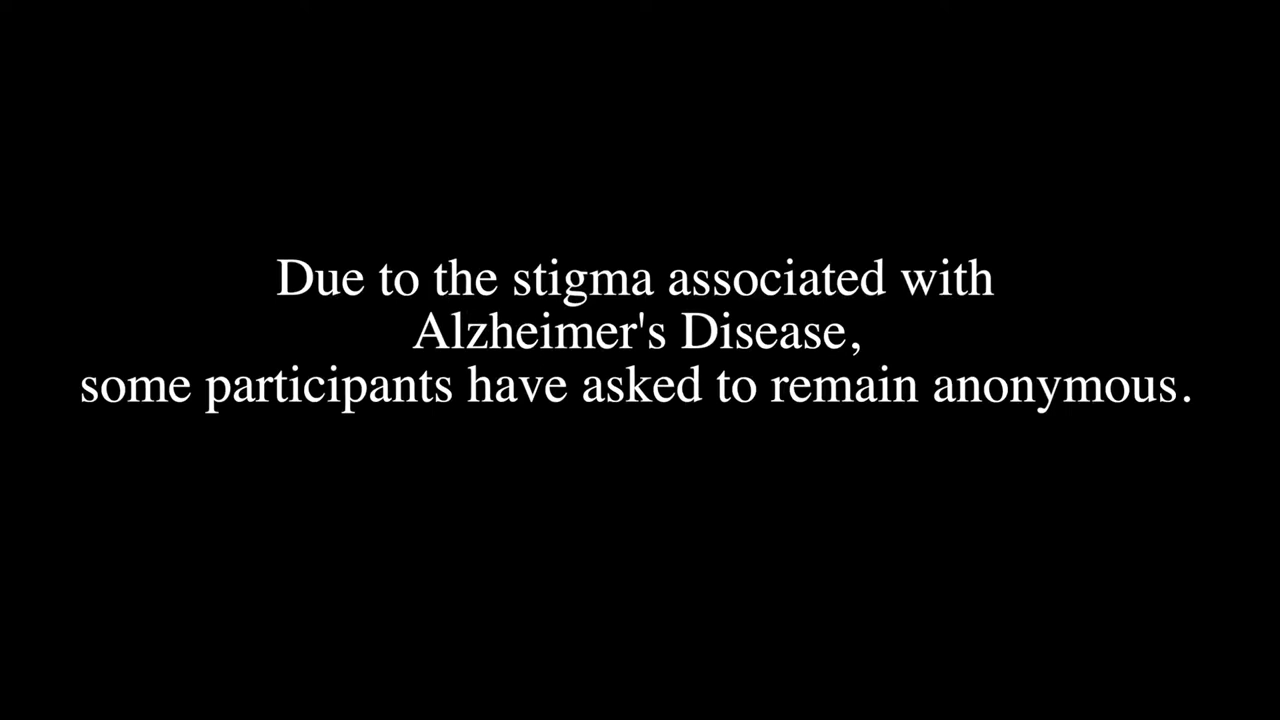 Due to the stigma associated with
Alzheimer's Disease,
some participants have asked to remain anonymous.